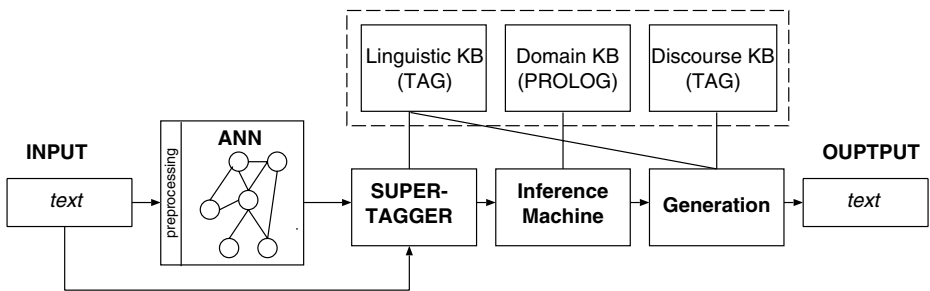 Linguistic KB
(TAG)
Domain KB
(PROLOG)
Discourse KB
(TAG)
INPUT
text
preprocessing
ANN
SUPER-
TAGGER
Inference
Machine
Generation
OUPTPUT
text